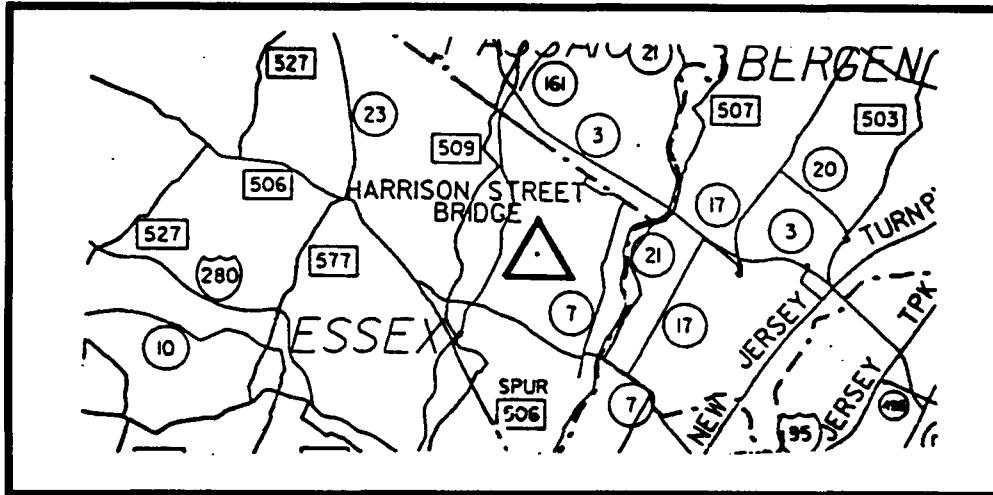 PASSAIC
21
BERGEN
527
161
23
507
503
3
509
20
506
HARRISON STREET
BRIDGE
17
527
3
TURNP
577
21
280
7
17
JERSEY
TPK
ESSEX
10
SPUR
506
7
NEW
95
JERSEY